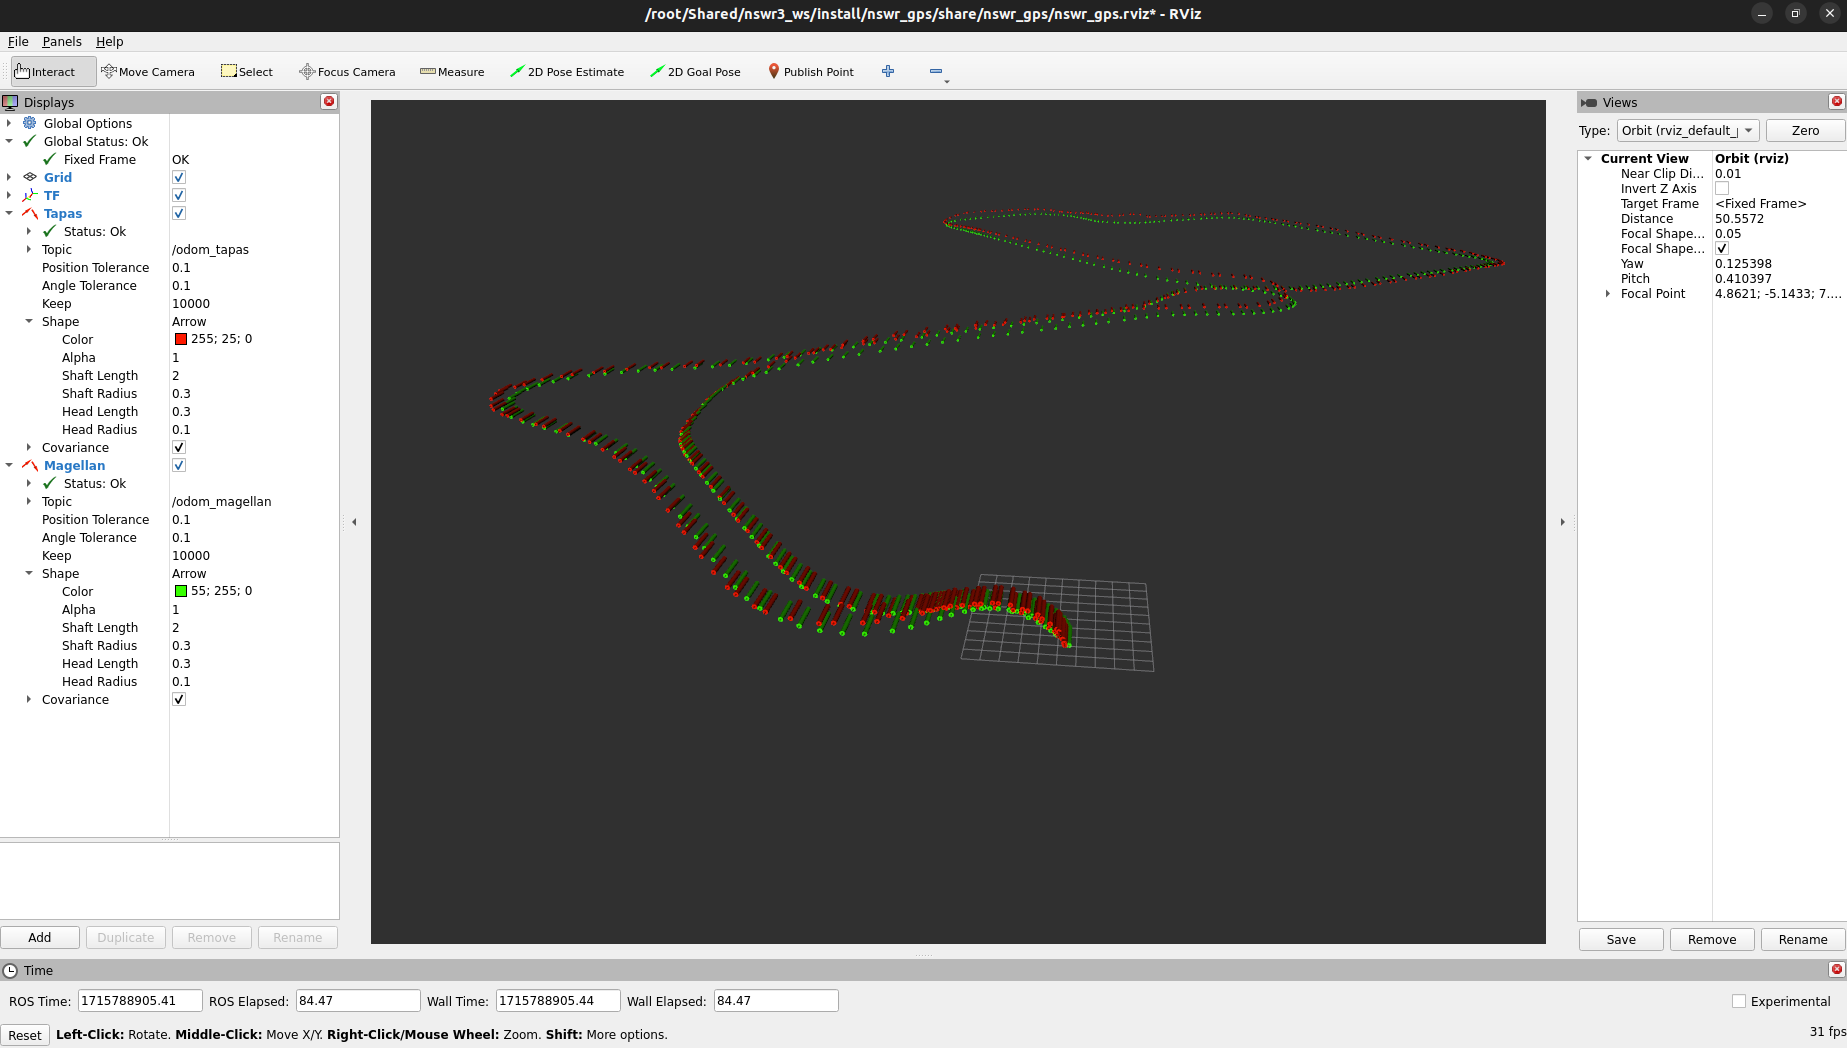 /root/Shared/nswr3_ws/install/nswr_gps/share/nswr_gps/nswr_gps.rviz* - RViz
File Panels Help
Interact Move Camera Select Focus Camera Measure 2D Pose Estimate 2D Goal Pose Publish Point
Displays
Global Options
Global Status: Ok
Fixed Frame OK
Grid
TF
Tapas
Status: Ok
Topic /odom_tapas
Position Tolerance 0.1
Angle Tolerance 0.1
Keep 10000
Shape Arrow
Color 255; 25; 0
Alpha 1
Shaft Length 2
Shaft Radius 0.3
Head Length 0.3
Head Radius 0.1
Covariance
Magellan
Status: Ok
Topic /odom_magellan
Position Tolerance 0.1
Angle Tolerance 0.1
Keep 10000
Shape Arrow
Color 55; 255; 0
Alpha 1
Shaft Length 2
Shaft Radius 0.3
Head Length 0.3
Head Radius 0.1
Covariance
Add Duplicate Remove Rename
Views
Type: Orbit (rviz_default_ Zero
Current View Orbit (rviz)
Near Clip Di... 0.01
Invert Z Axis
Target Frame <Fixed Frame>
Distance 50.5572
Focal Shape... 0.05
Focal Shape...
Yaw 0.125398
Pitch 0.410397
Focal Point 4.8621; -5.1433; 7....
Save Remove Rename
Time
ROS Time: 1715788905.41 ROS Elapsed: 84.47 Wall Time: 1715788905.44 Wall Elapsed: 84.47 Experimental
Reset Left-Click: Rotate. Middle-Click: Move X/Y. Right-Click/Mouse Wheel: Zoom. Shift: More options. 31 fps